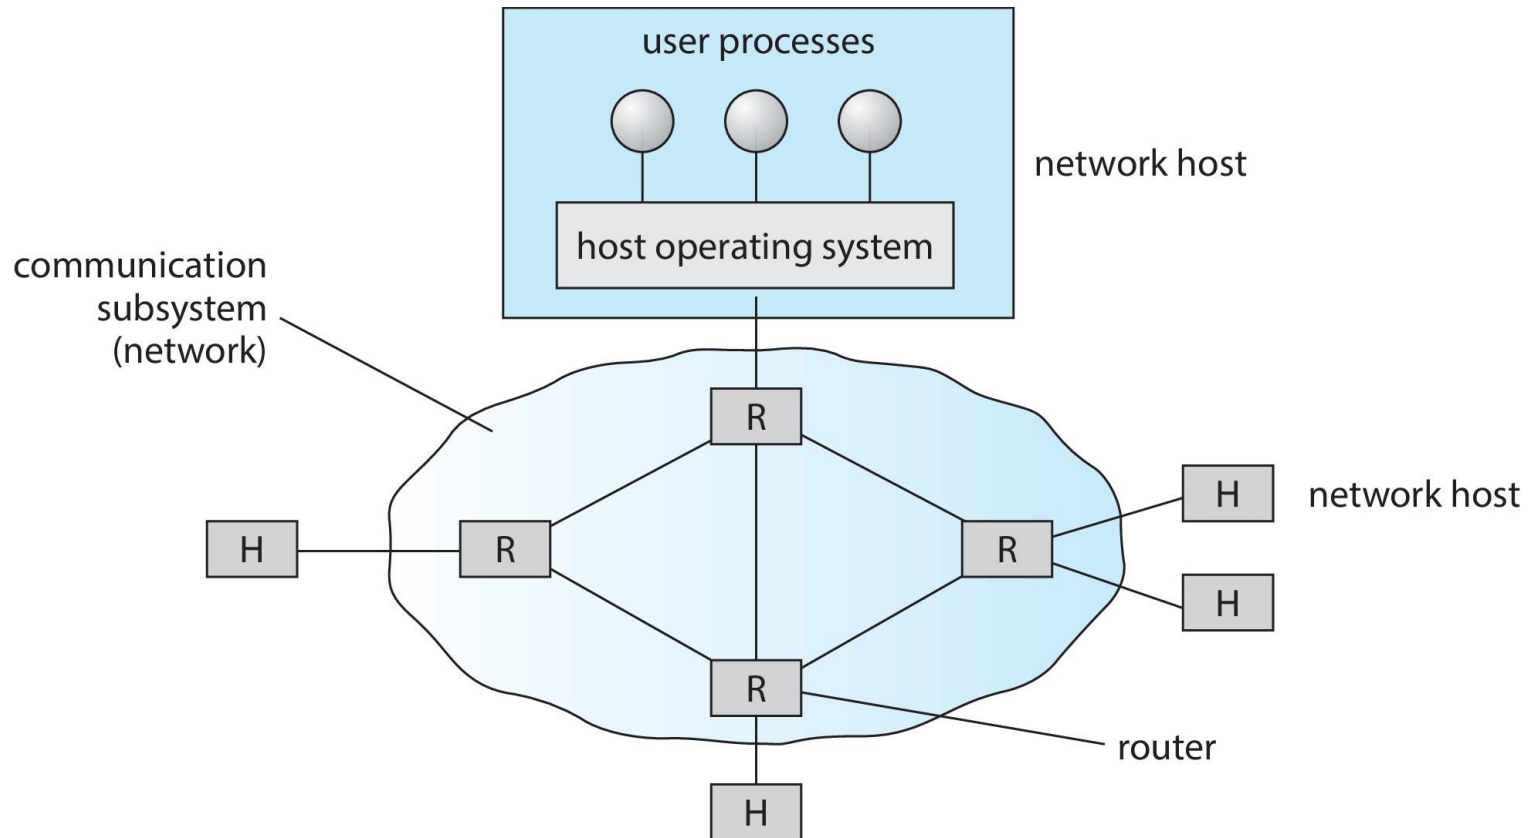 user processes
network host
host operating system
communication
subsystem
(network)
R
H
network host
H
R
R
H
R
router
H